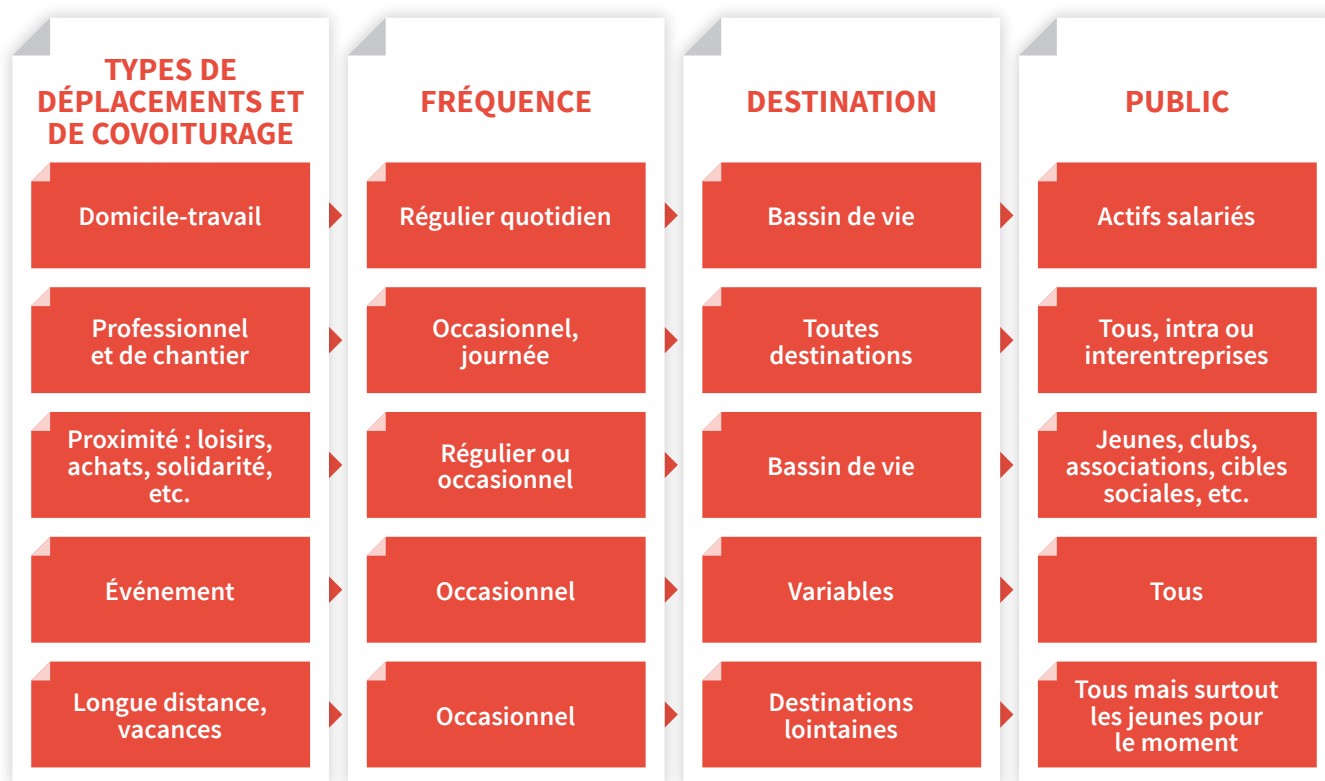 TYPES DE
DÉPLACEMENTS ET
DE COVOITURAGE
FRÉQUENCE
DESTINATION
PUBLIC
Domicile-travail
Régulier quotidien
Bassin de vie
Actifs salariés
Professionnel
et de chantier
Occasionnel,
journée
Toutes
destinations
Tous, intra ou
interentreprises
Proximité : loisirs,
achats, solidarité,
etc.
Régulier ou
occasionnel
Bassin de vie
Jeunes, clubs,
associations, cibles
sociales, etc.
Événement
Occasionnel
Variables
Tous
Longue distance,
vacances
Occasionnel
Destinations
lointaines
Tous mais surtout
les jeunes pour
le moment